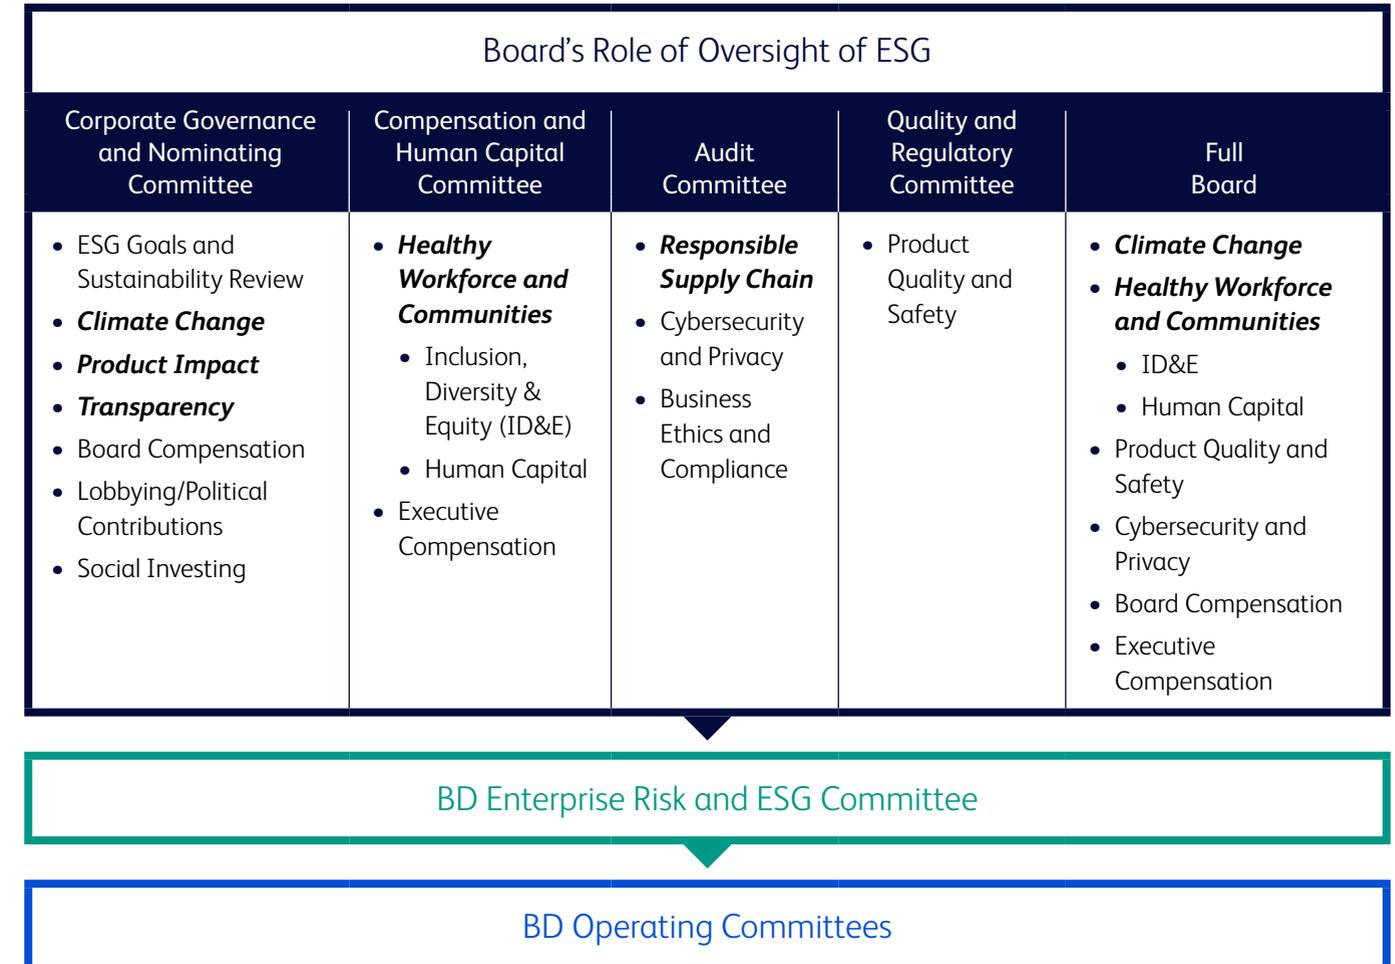 Board’s Role of Oversight of ESG
Corporate Governance
and Nominating
Committee
Compensation and
Human Capital
Committee
Audit
Committee
Quality and
Regulatory
Committee
Full
Board
• ESG Goals and
Sustainability Review
• Climate Change
• Product Impact
• Transparency
• Board Compensation
• Lobbying/Political
Contributions
• Social Investing
• Healthy
Workforce and
Communities
• Inclusion,
Diversity &
Equity (ID&E)
• Human Capital
• Executive
Compensation
• Responsible
Supply Chain
• Cybersecurity
and Privacy
• Business
Ethics and
Compliance
• Product
Quality and
Safety
• Climate Change
• Healthy Workforce
and Communities
• ID&E
• Human Capital
• Product Quality and
Safety
• Cybersecurity and
Privacy
• Board Compensation
• Executive
Compensation
BD Enterprise Risk and ESG Committee
BD Operating Committees